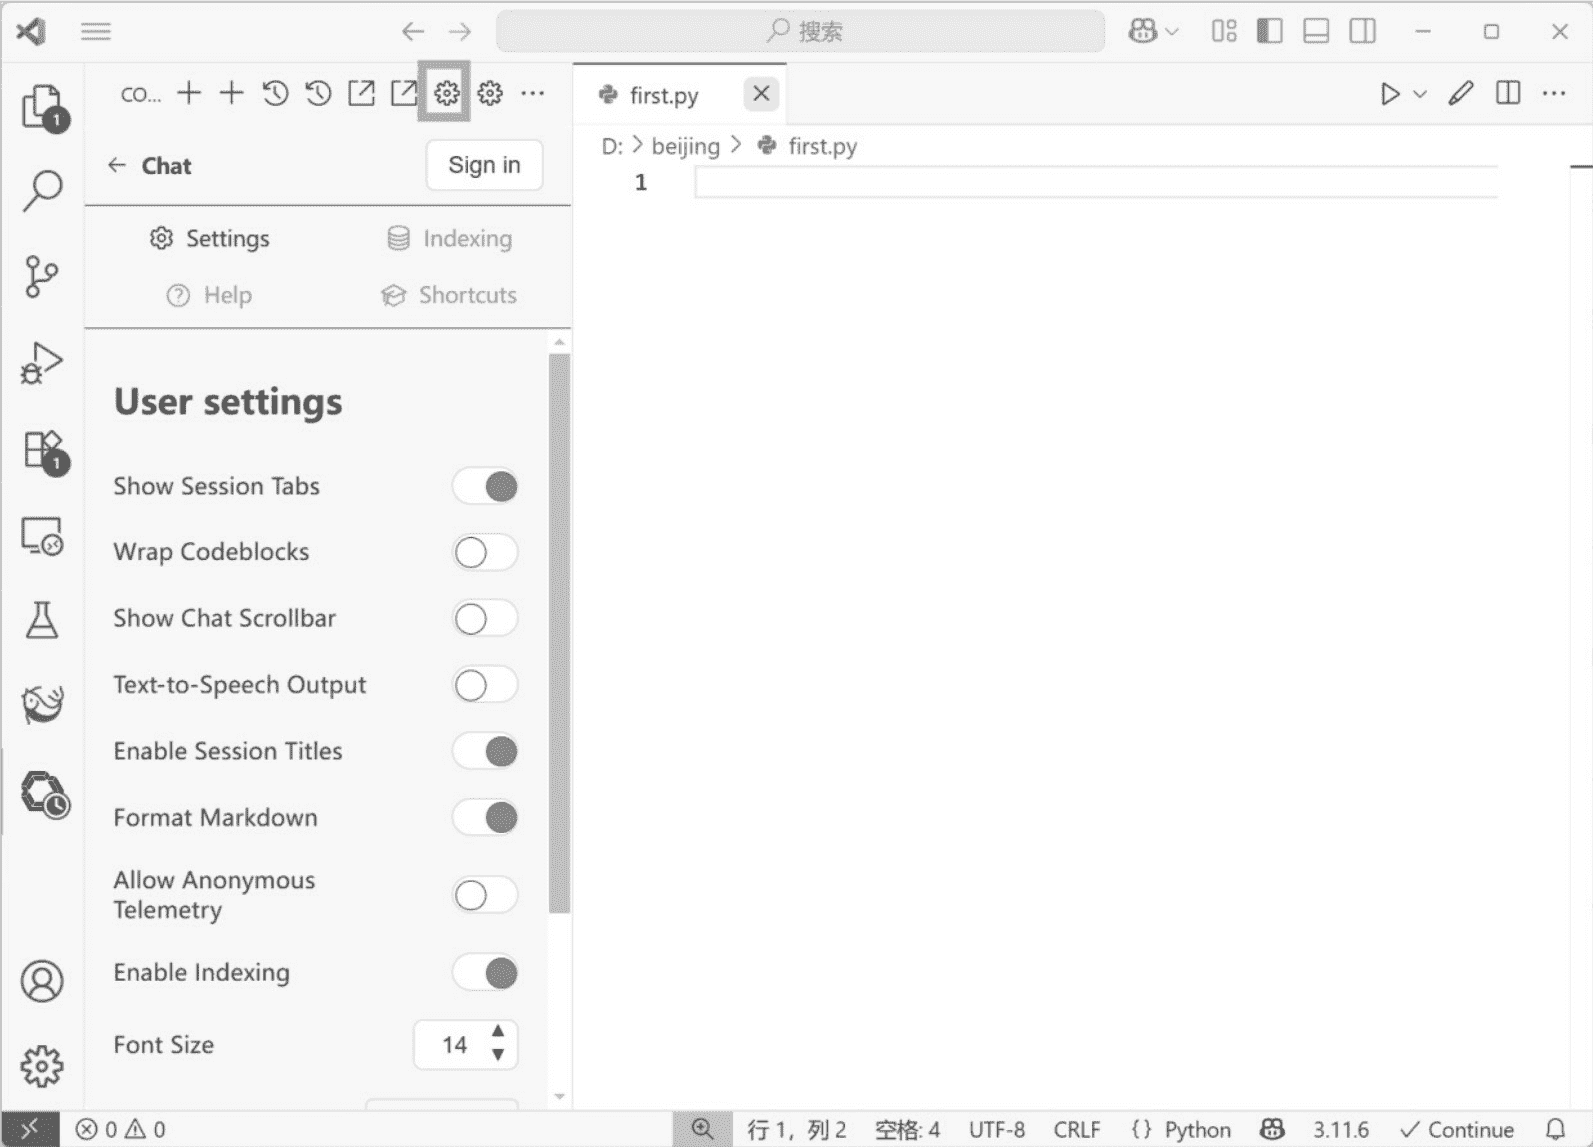 搜索
CO...
first.py
Chat
Sign in
Settings
Indexing
Help
Shortcuts
User settings
Show Session Tabs
Wrap Codeblocks
Show Chat Scrollbar
Text-to-Speech Output
Enable Session Titles
Format Markdown
Allow Anonymous
Telemetry
Enable Indexing
Font Size
14
1
1
D: > beijing > first.py
1
0 0
行 1，列 2
空格: 4
UTF-8
CRLF
{ } Python
3.11.6
Continue